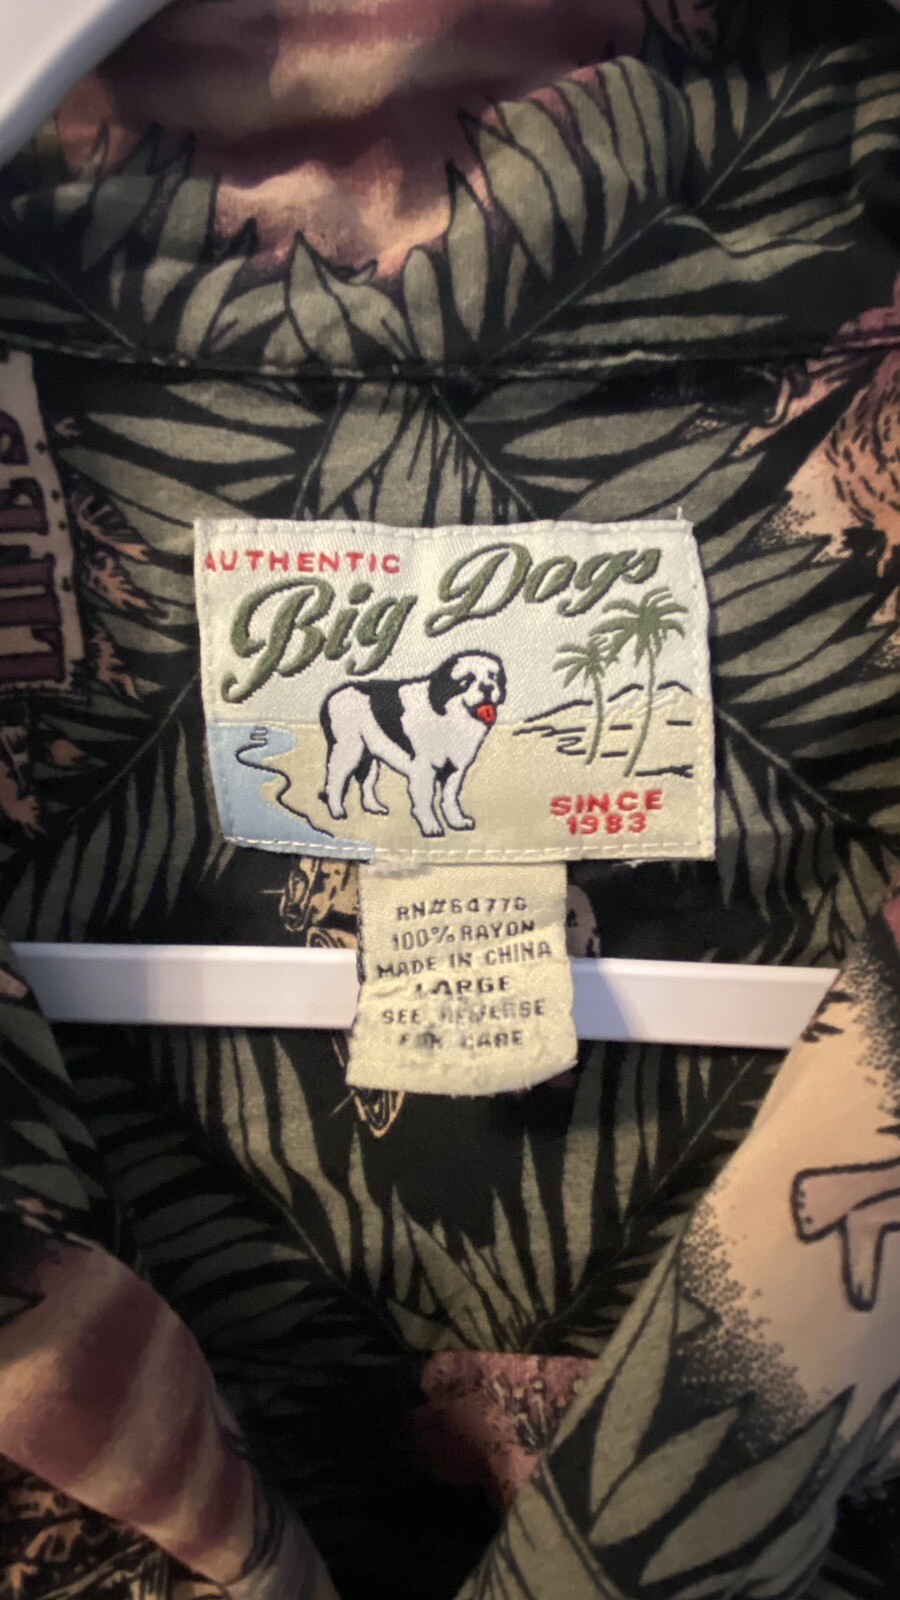 AUTHENTIC
Big Dogs
SINCE
1983
RN#64776
100% RAYON
MADE IN CHINA
LARGE
SEE REVERSE
FOR CARE